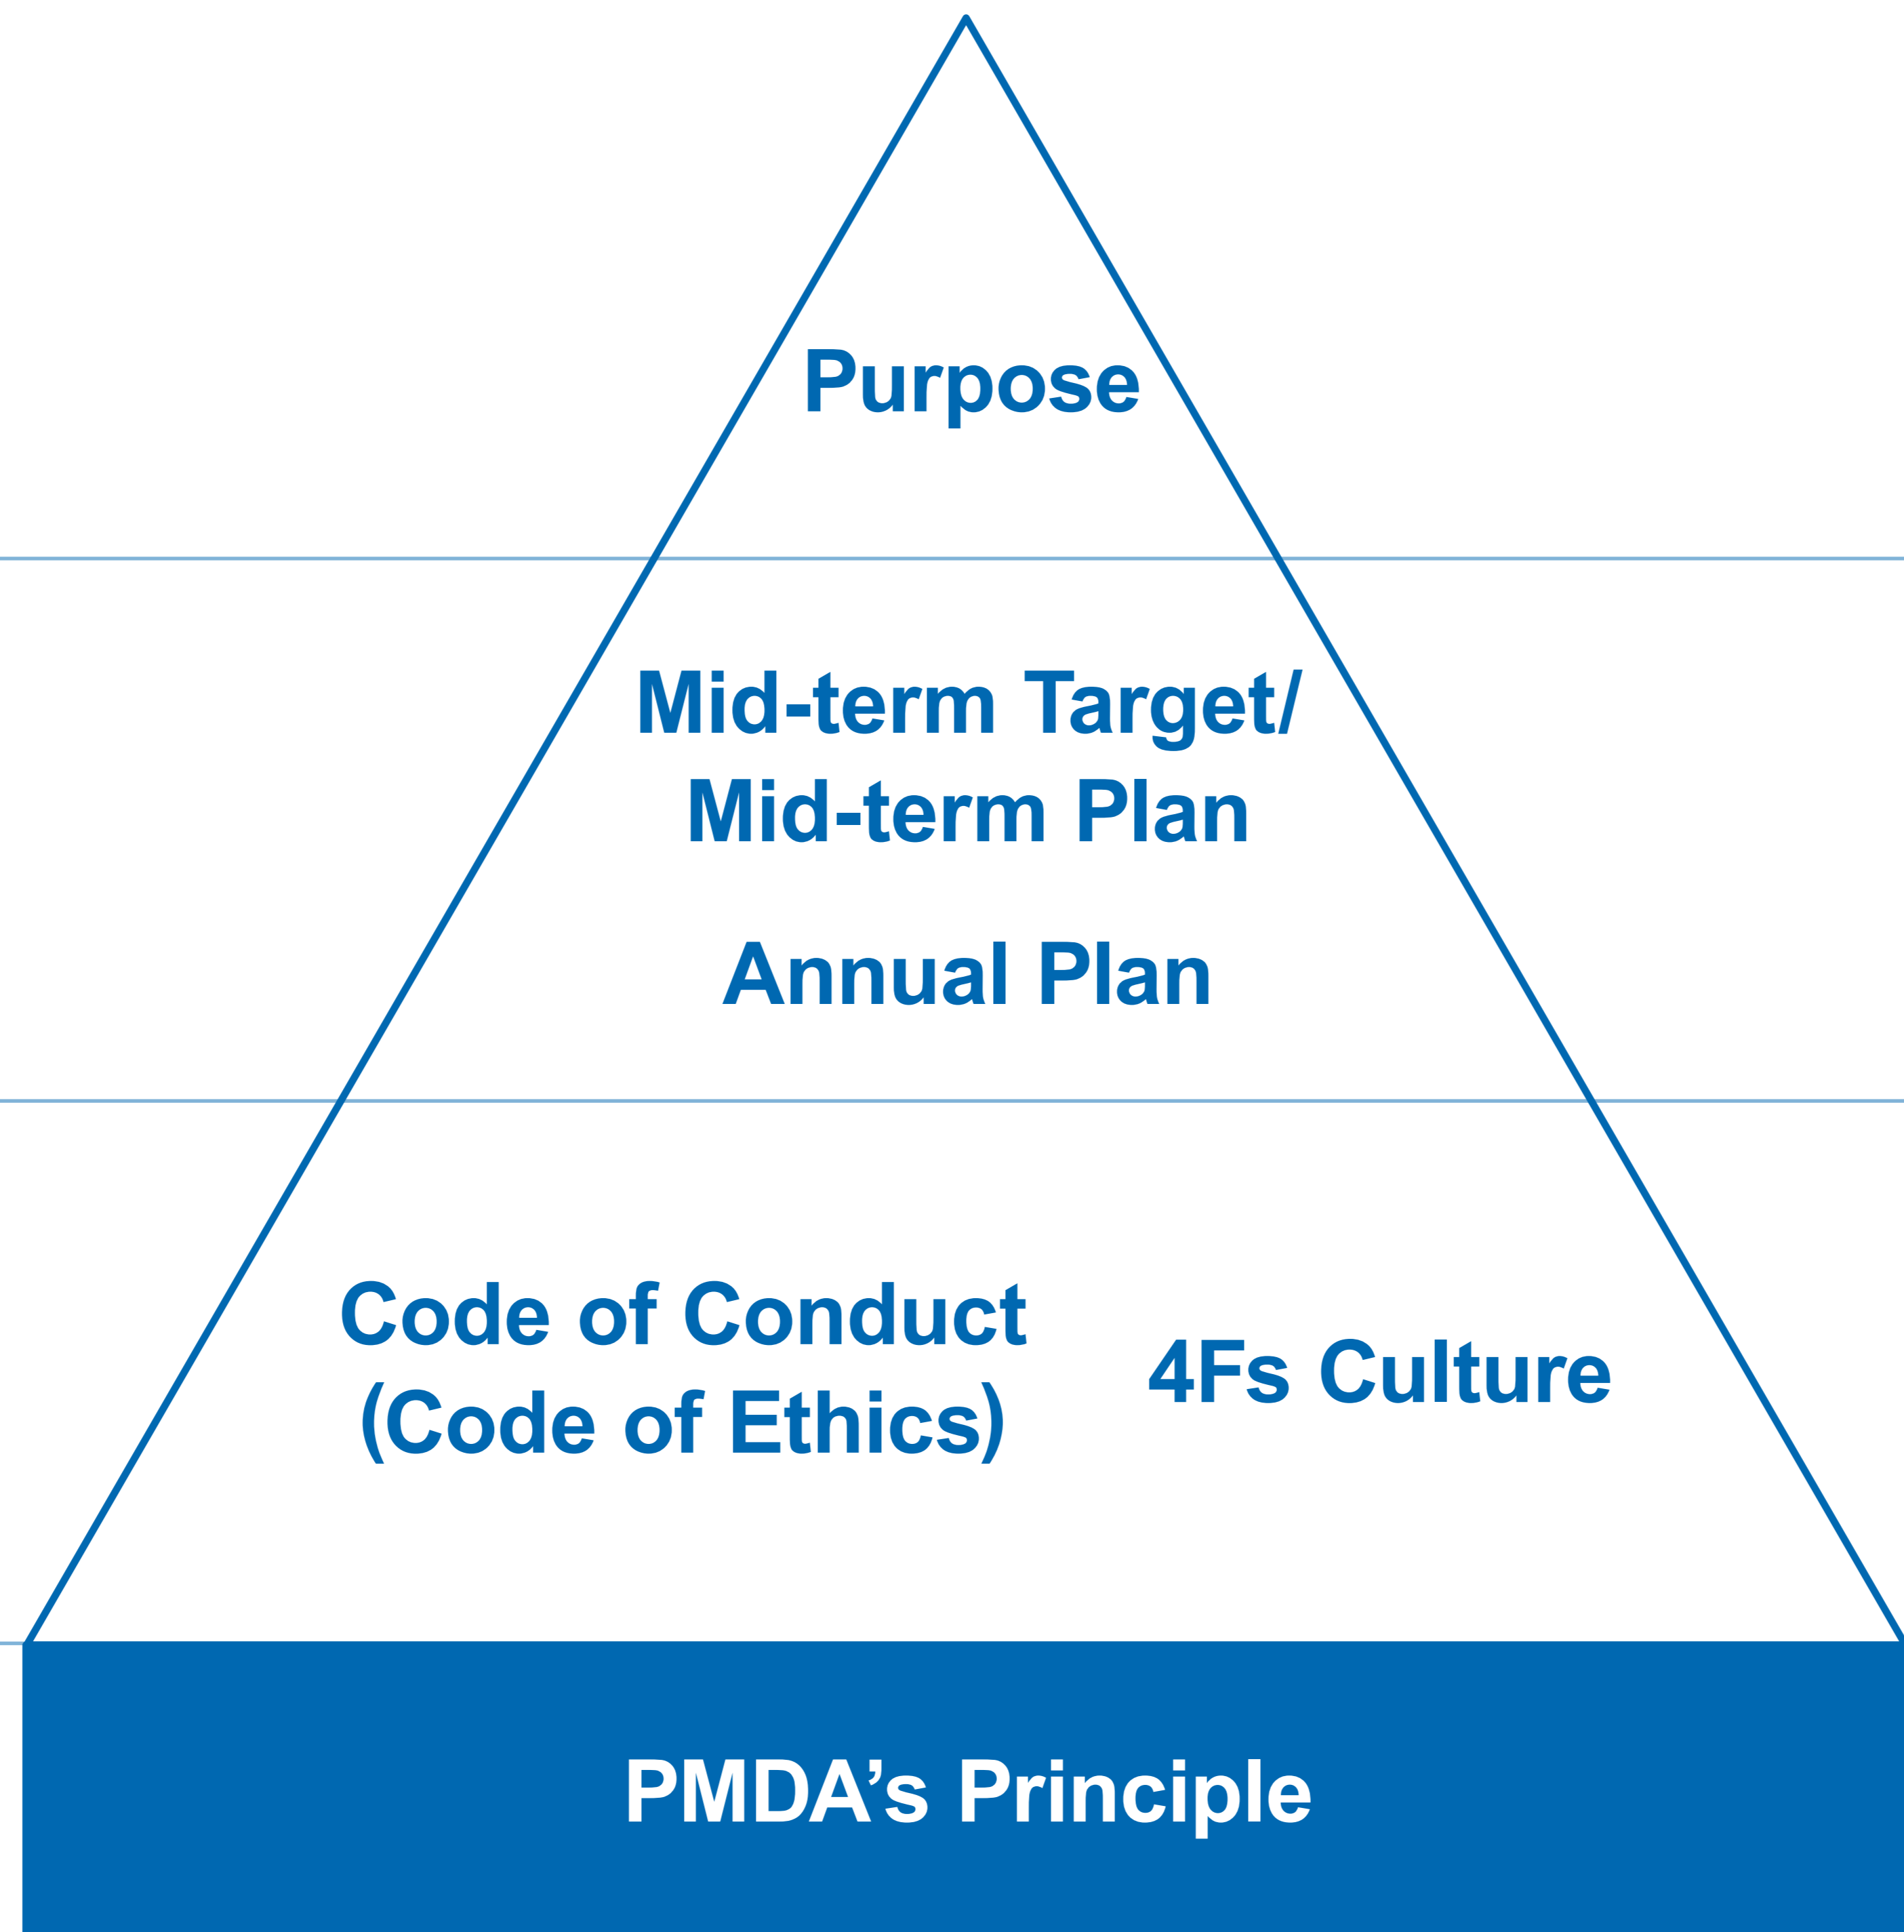 Purpose
Mid-term Target/
Mid-term Plan
Annual Plan
Code of Conduct
(Code of Ethics)
4Fs Culture
PMDA’s Principle